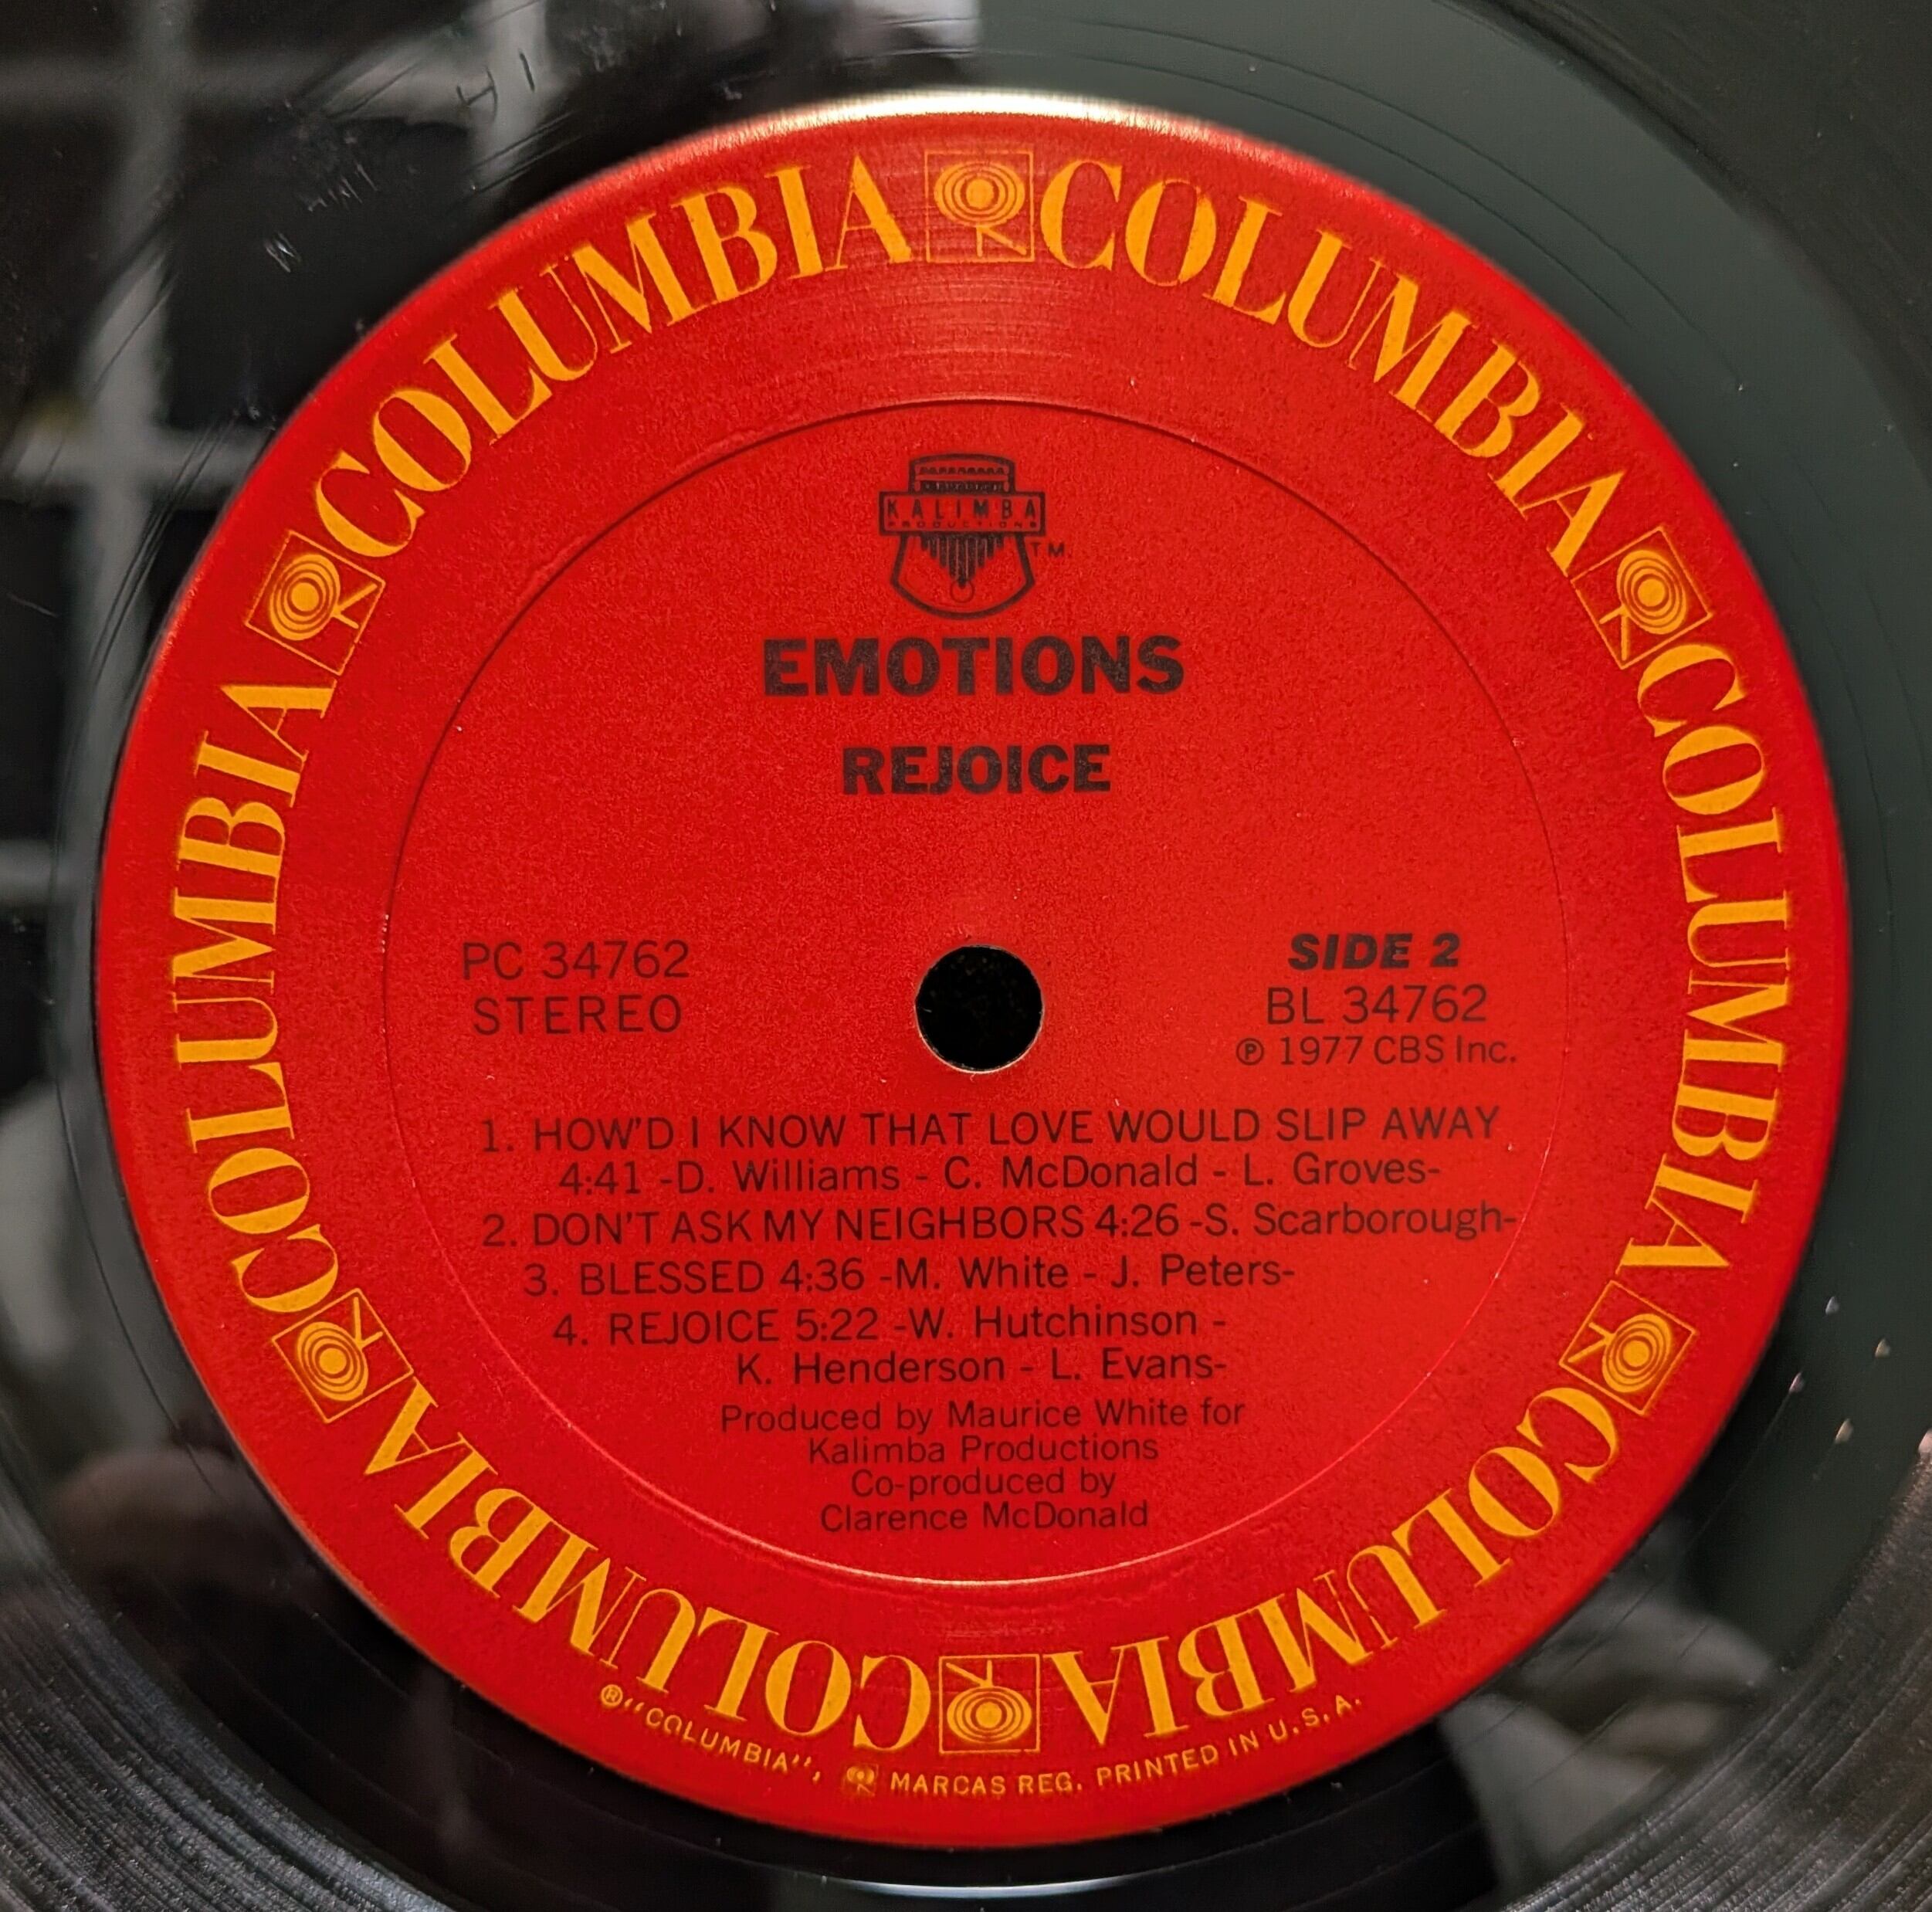 COLUMBIA COLUMBIA COLUMBIA COLUMBIA COLUMBIA COLUMBIA
KALIMBA
PRODUCTIONS
TM.
EMOTIONS
REJOICE
PC 34762
STEREO
SIDE 2
BL 34762
℗ 1977 CBS Inc.
1. HOW'D I KNOW THAT LOVE WOULD SLIP AWAY
4:41 -D. Williams - C. McDonald - L. Groves-
2. DON'T ASK MY NEIGHBORS 4:26 -S. Scarborough-
3. BLESSED 4:36 -M. White - J. Peters-
4. REJOICE 5:22 -W. Hutchinson -
K. Henderson - L. Evans-
Produced by Maurice White for
Kalimba Productions
Co-produced by
Clarence McDonald
®"COLUMBIA", MARCAS REG. PRINTED IN U.S.A.